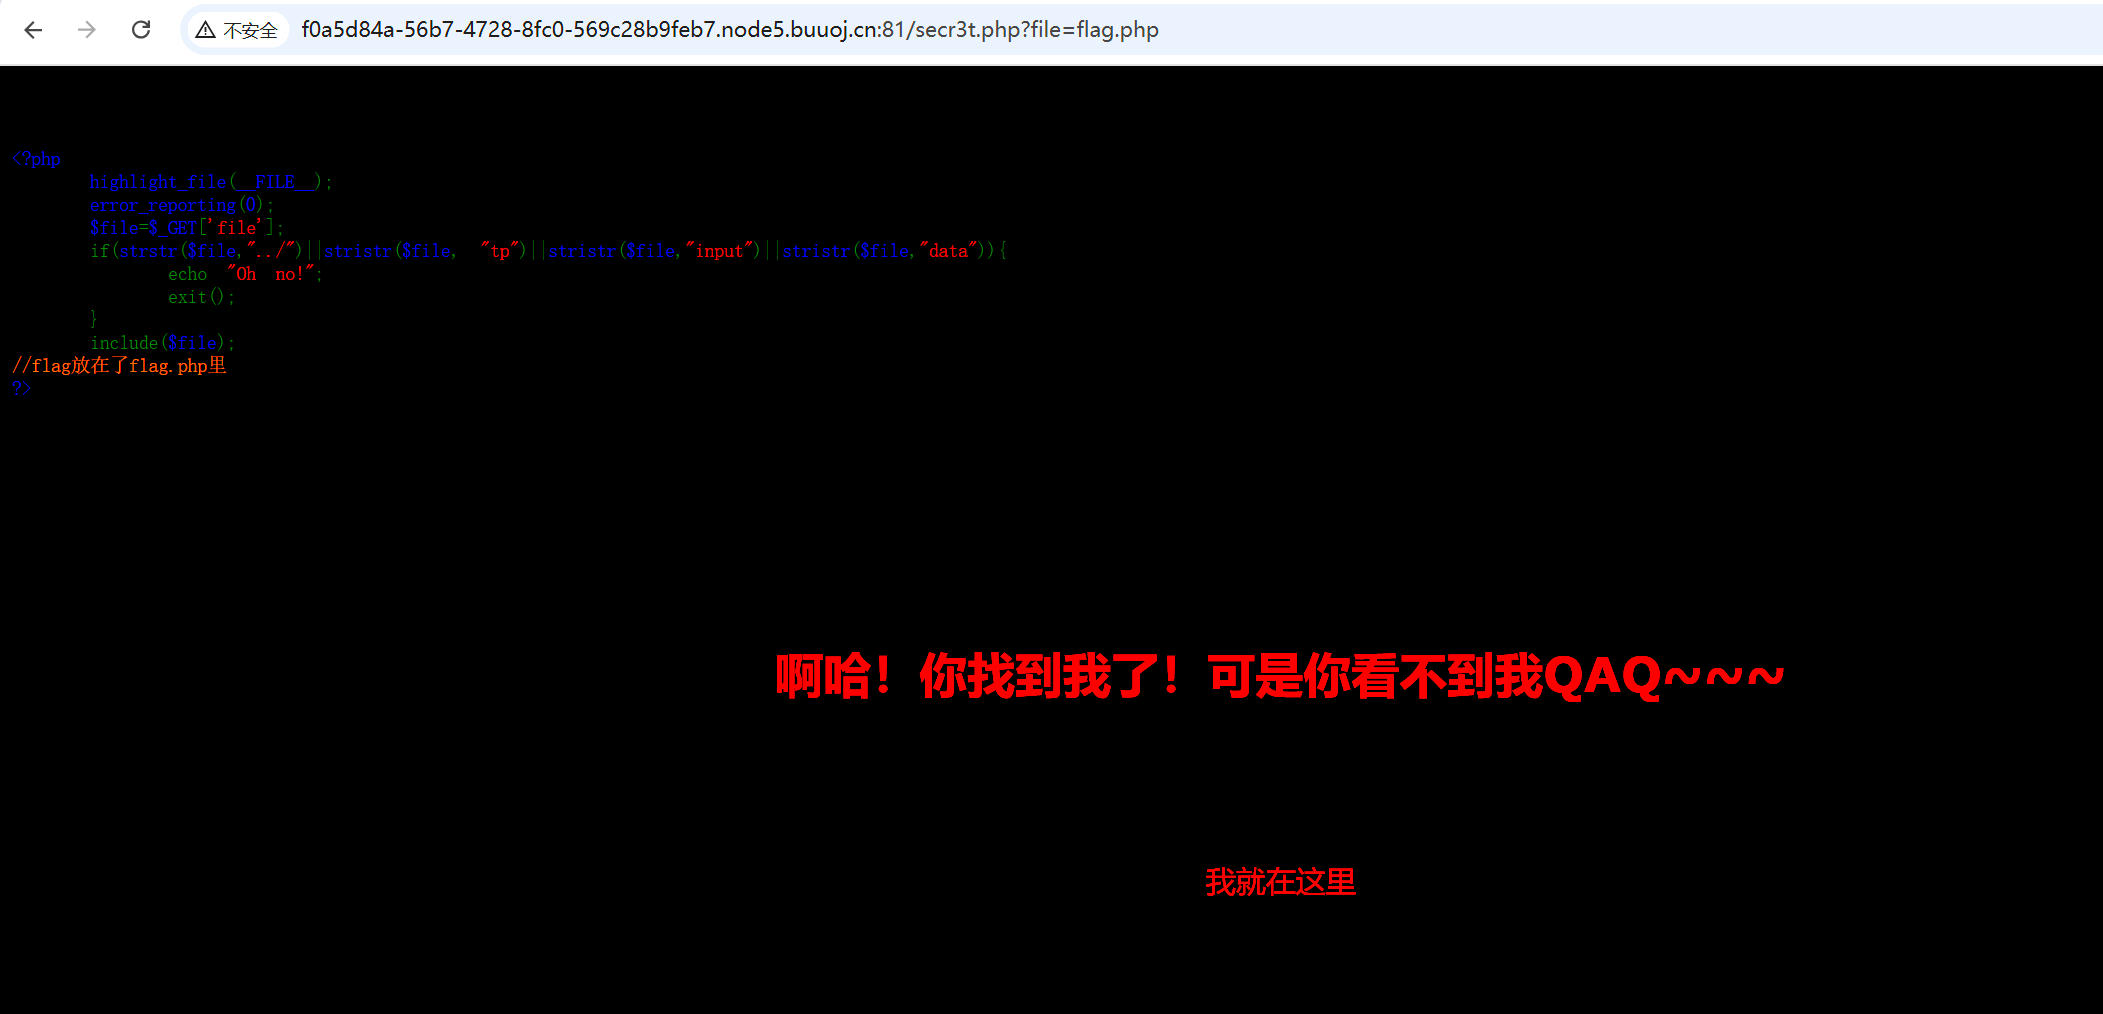 不安全 f0a5d84a-56b7-4728-8fc0-569c28b9feb7.node5.buuoj.cn:81/secr3t.php?file=flag.php
<?php
highlight_file(__FILE__);
error_reporting(0);
$file=$_GET['file'];
if(strstr($file,"../")||stristr($file, "tp")||stristr($file,"input")||stristr($file,"data")){
echo "Oh no!";
exit();
}
include($file);
//flag放在了flag.php里
?>
啊哈！你找到我了！可是你看不到我QAQ~~~
我就在这里